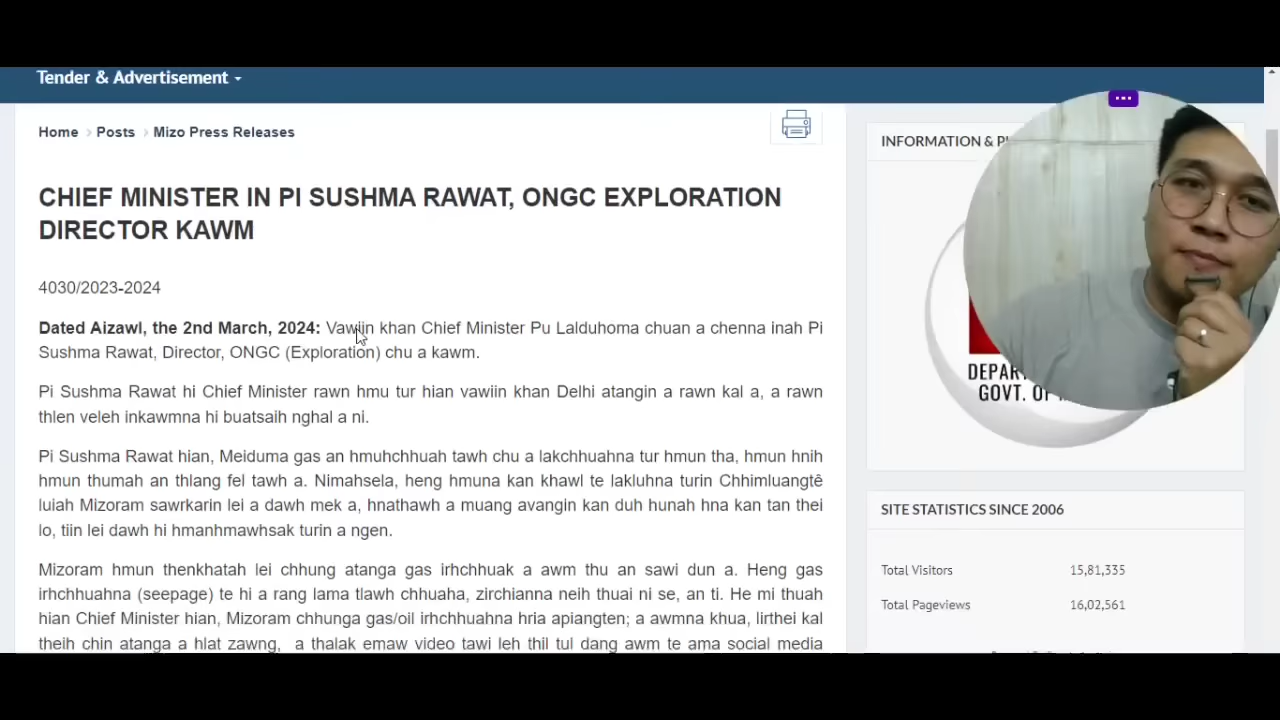 Tender & Advertisement
Home
Posts
Mizo Press Releases
CHIEF MINISTER IN PI SUSHMA RAWAT, ONGC EXPLORATION
DIRECTOR KAWM
4030/2023-2024
Dated Aizawl, the 2nd March, 2024: Vawiin khan Chief Minister Pu Lalduhoma chuan a chenna inah Pi
Sushma Rawat, Director, ONGC (Exploration) chu a kawm.
Pi Sushma Rawat hi Chief Minister rawn hmu tur hian vawiin khan Delhi atangin a rawn kal a, a rawn
thlen veleh inkawmna hi buatsaih nghal a ni.
Pi Sushma Rawat hian, Meiduma gas an hmuhchhuah tawh chu a lakchhuahna tur hmun tha, hmun hnih
hmun thumah an thlang fel tawh a. Nimahsela, heng hmuna kan khawl te lakluhna turin Chhimluangtê
luiah Mizoram sawrkarin lei a dawh mek a, hnathawh a muang avangin kan duh hunah hna kan tan thei
lo, tiin lei dawh hi hmanhmawhsak turin a ngen.
Mizoram hmun thenkhatah lei chhung atanga gas irhchhuak a awm thu an sawi dun a. Heng gas
irhchhuahna (seepage) te hi a rang lama tlawh chhuaha, zirchianna neih thuai ni se, an ti. He mi thuah
hian Chief Minister hian, Mizoram chhunga gas/oil irhchhuahna hria apiangten; a awmna khua, lirthei kal
theih chin atanga a hlat zawng, a thalak emaw video tawi leh thil tul dang awm te ama social media
INFORMATION &
GOVT. OF
SITE STATISTICS SINCE 2006
Total Visitors 15,81,335
Total Pageviews 16,02,561